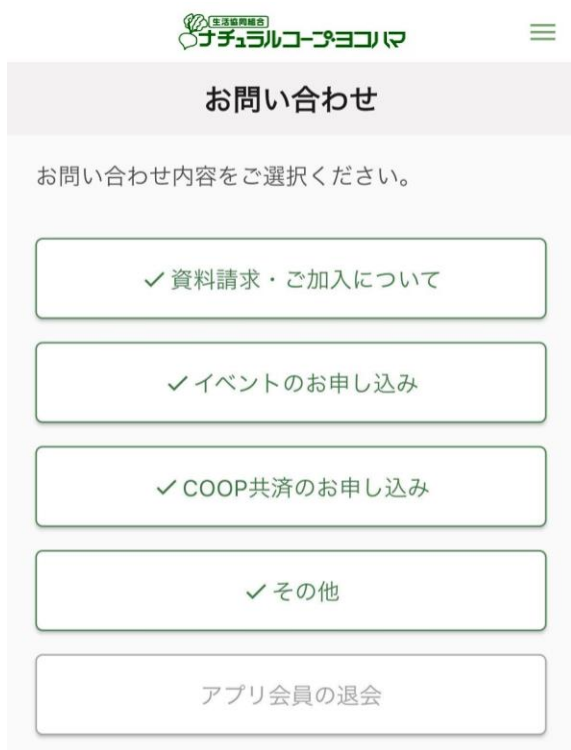 生活協同組合
ナチュラルコープ・ヨコハマ
お問い合わせ
お問い合わせ内容をご選択ください。
✓ 資料請求・ご加入について
✓ イベントのお申し込み
✓ COOP共済のお申し込み
✓ その他
アプリ会員の退会